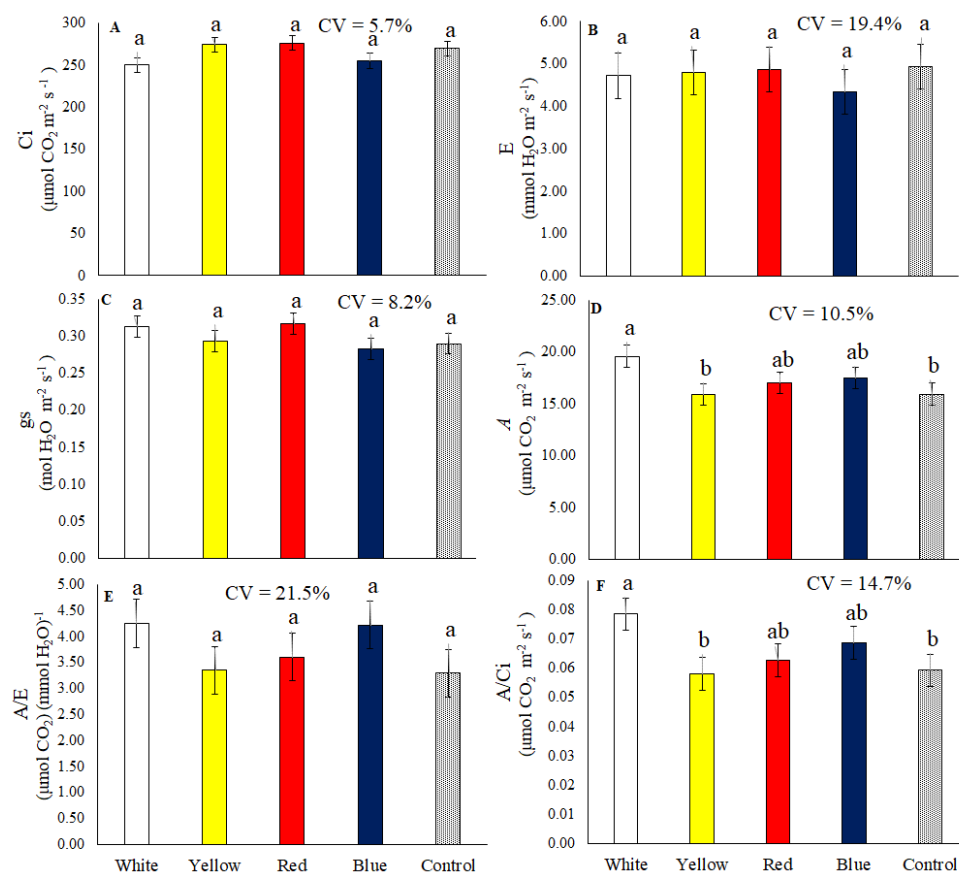 A
CV = 5.7%
a a a a a
300
250
200
150
100
50
0
Ci
(µmol CO₂ m⁻² s⁻¹)
B
CV = 19.4%
a a a a a
6.00
5.00
4.00
3.00
2.00
1.00
0.00
E
(mmol H₂O m⁻² s⁻¹)
C
CV = 8.2%
a a a a a
0.35
0.30
0.25
0.20
0.15
0.10
0.05
0.00
gs
(mol H₂O m⁻² s⁻¹)
D
CV = 10.5%
a b ab ab b
25.00
20.00
15.00
10.00
5.00
0.00
A
(µmol CO₂ m⁻² s⁻¹)
E
CV = 21.5%
a a a a a
5.00
4.50
4.00
3.50
3.00
2.50
2.00
1.50
1.00
0.50
0.00
A/E
(µmol CO₂) (mmol H₂O)⁻¹
White Yellow Red Blue Control
F
CV = 14.7%
a b ab ab b
0.09
0.08
0.07
0.06
0.05
0.04
0.03
0.02
0.01
0.00
A/Ci
(µmol CO₂ m⁻² s⁻¹)
White Yellow Red Blue Control